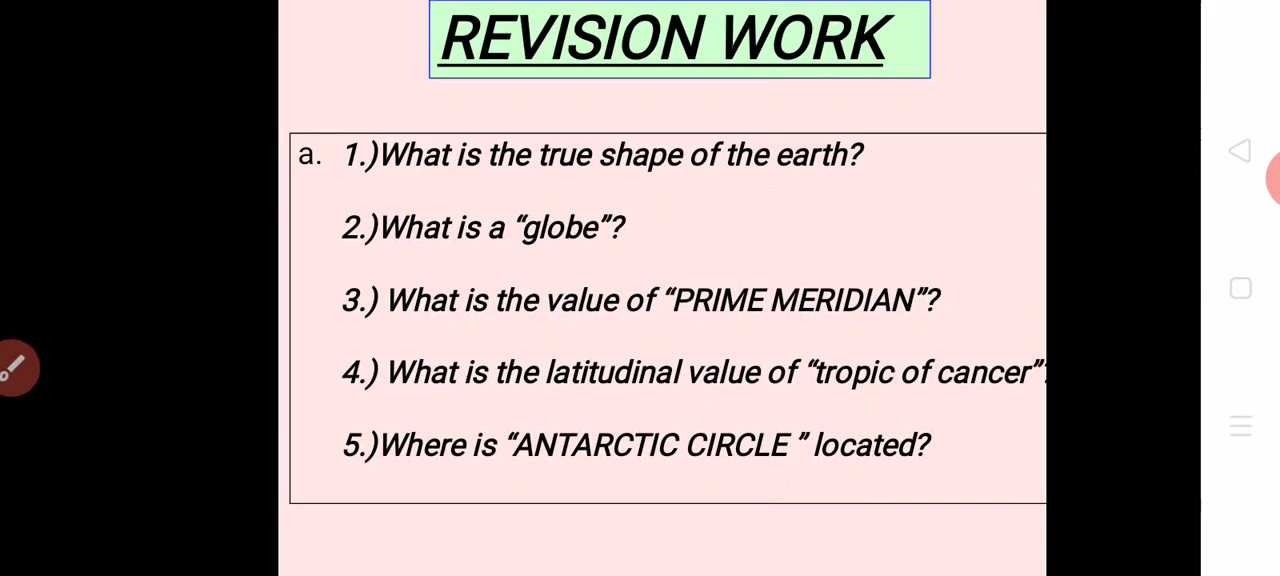 REVISION WORK
a. 1.)What is the true shape of the earth?
2.)What is a “globe”?
3.) What is the value of “PRIME MERIDIAN”?
4.) What is the latitudinal value of “tropic of cancer”?
5.)Where is “ANTARCTIC CIRCLE ” located?